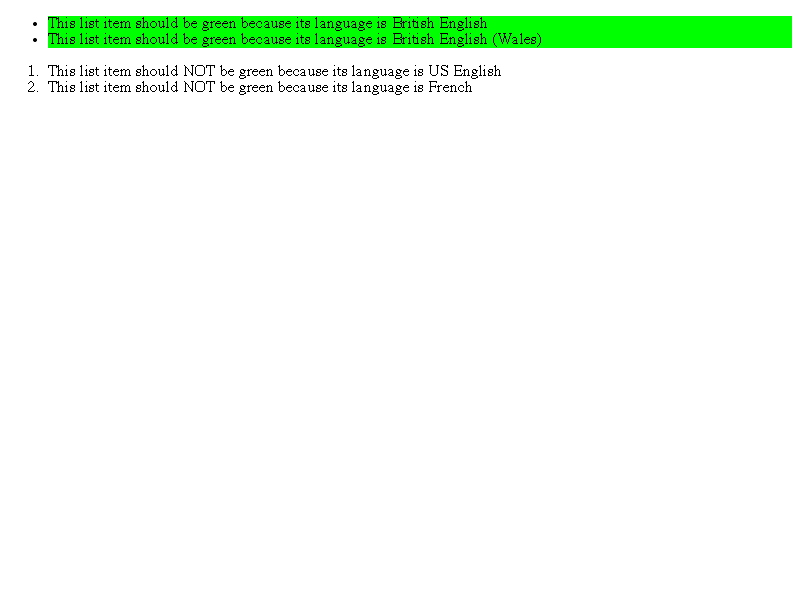 • This list item should be green because its language is British English
• This list item should be green because its language is British English (Wales)
1. This list item should NOT be green because its language is US English
2. This list item should NOT be green because its language is French